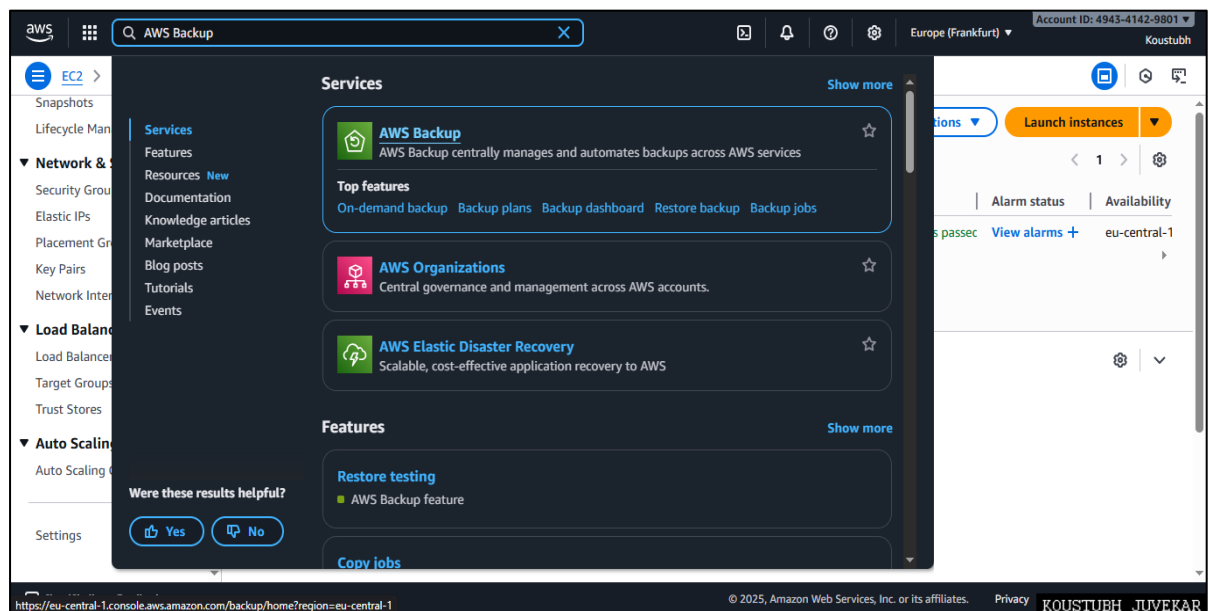 aws
AWS Backup
Europe (Frankfurt)
Account ID: 4943-4142-9801
Koustubh
EC2
Snapshots
Lifecycle Man
Network &
Security Grou
Elastic IPs
Placement Gr
Key Pairs
Network Inter
Load Balanc
Load Balancer
Target Groups
Trust Stores
Auto Scaling
Auto Scaling
Settings
Services
Features
Resources New
Documentation
Knowledge articles
Marketplace
Blog posts
Tutorials
Events
Were these results helpful?
Yes No
Services Show more
AWS Backup
AWS Backup centrally manages and automates backups across AWS services
Top features
On-demand backup Backup plans Backup dashboard Restore backup Backup jobs
AWS Organizations
Central governance and management across AWS accounts.
AWS Elastic Disaster Recovery
Scalable, cost-effective application recovery to AWS
Features Show more
Restore testing
AWS Backup feature
Copy jobs
tions Launch instances
1
Alarm status Availability
s passec View alarms + eu-central-1
https://eu-central-1.console.aws.amazon.com/backup/home?region=eu-central-1
© 2025, Amazon Web Services, Inc. or its affiliates. Privacy
KOUSTUBH JUVEKAR